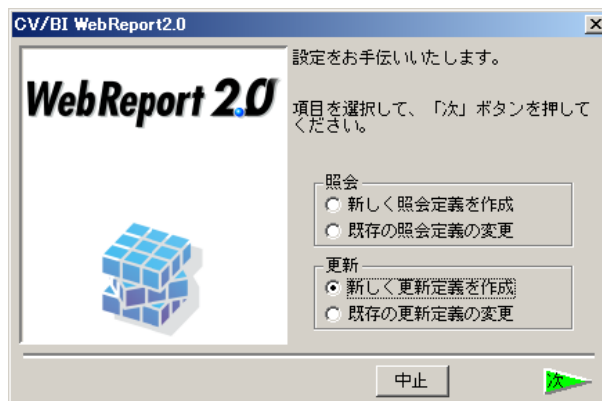 CV/BI WebReport2.0
WebReport 2.0
設定をお手伝いいたします。
項目を選択して、「次」ボタンを押して
ください。
照会
新しく照会定義を作成
既存の照会定義の変更
更新
新しく更新定義を作成
既存の更新定義の変更
中止
次